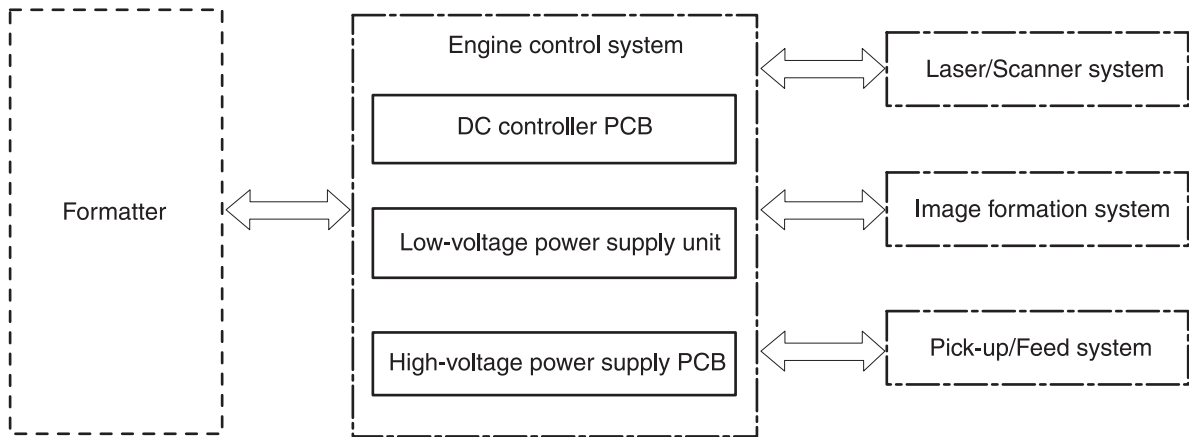 Formatter
Engine control system
DC controller PCB
Low-voltage power supply unit
High-voltage power supply PCB
Laser/Scanner system
Image formation system
Pick-up/Feed system